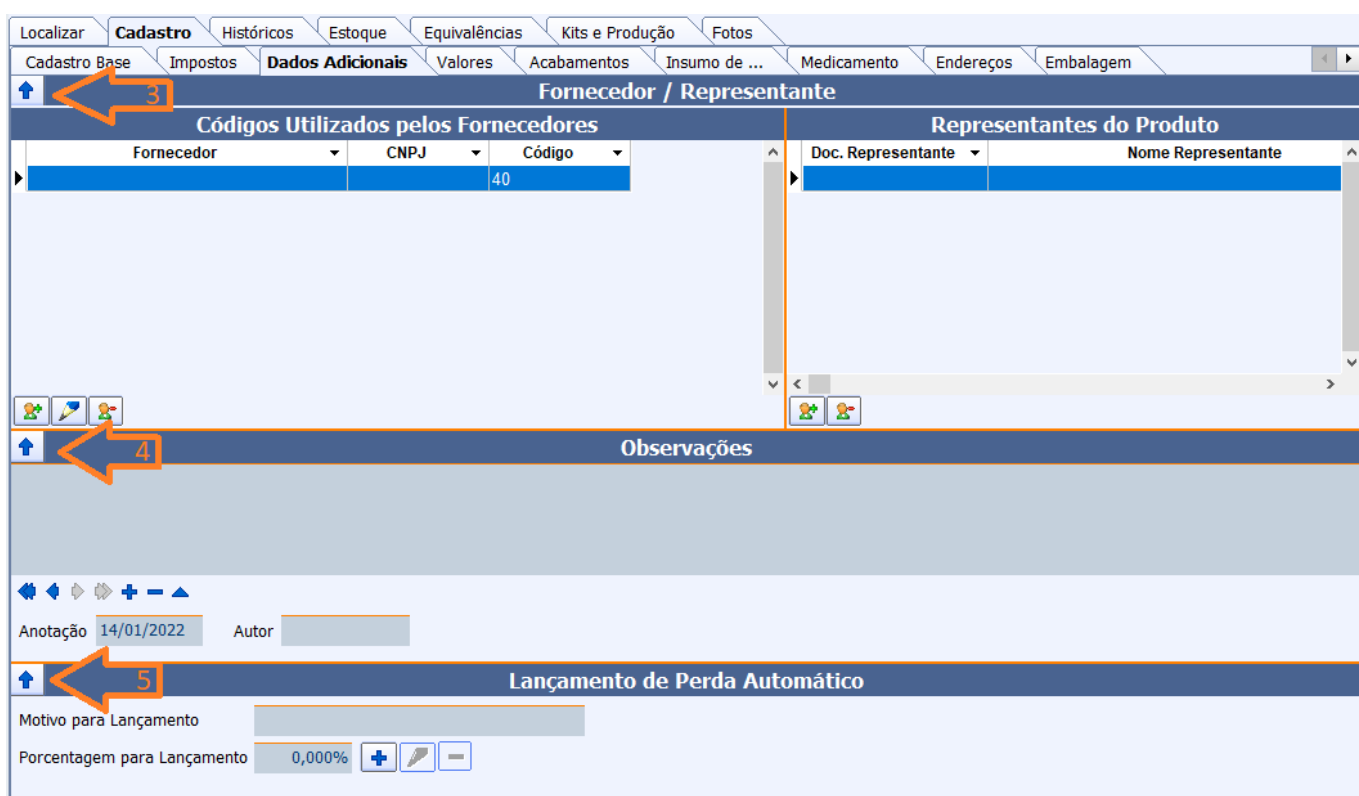 Localizar Cadastro Históricos Estoque Equivalências Kits e Produção Fotos
Cadastro Base Impostos Dados Adicionais Valores Acabamentos Insumo de ... Medicamento Endereços Embalagem
3 Fornecedor / Representante
Códigos Utilizados pelos Fornecedores Representantes do Produto
Fornecedor CNPJ Código Doc. Representante Nome Representante
40
4 Observações
Anotação 14/01/2022 Autor
5 Lançamento de Perda Automático
Motivo para Lançamento
Porcentagem para Lançamento 0,000%